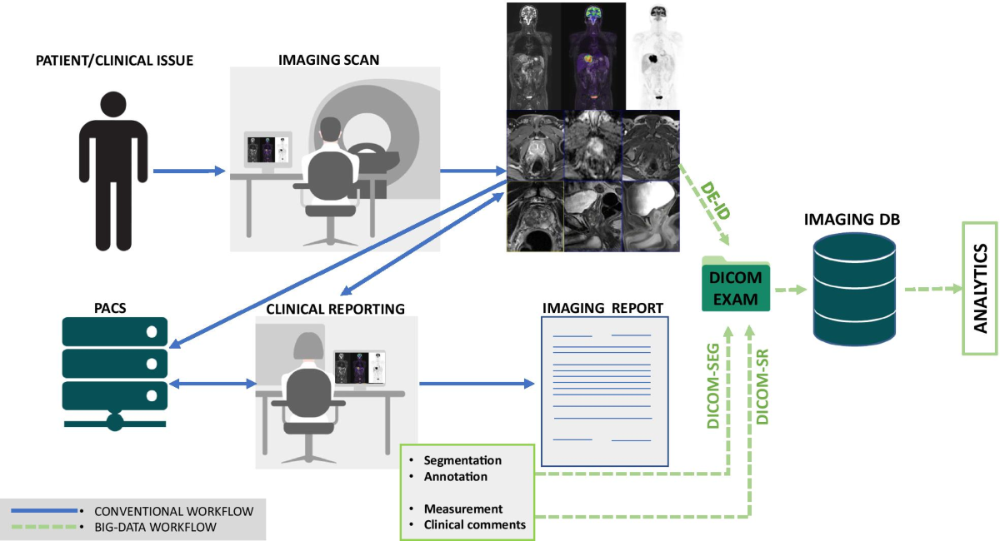 PATIENT/CLINICAL ISSUE
IMAGING SCAN
DE-ID
IMAGING DB
DICOM
EXAM
ANALYTICS
PACS
CLINICAL REPORTING
IMAGING REPORT
DICOM-SEG
DICOM-SR
• Segmentation
• Annotation
• Measurement
• Clinical comments
• CONVENTIONAL WORKFLOW
• BIG-DATA WORKFLOW